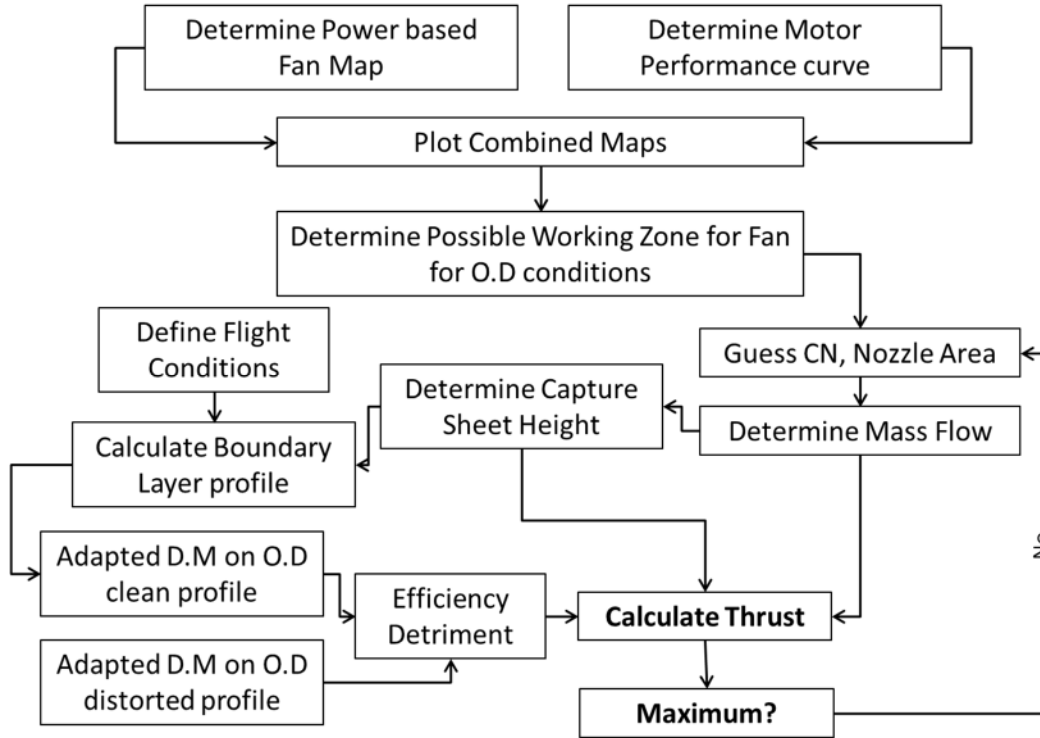 Determine Power based
Fan Map
Determine Motor
Performance curve
Plot Combined Maps
Determine Possible Working Zone for Fan
for O.D conditions
Define Flight
Conditions
Guess CN, Nozzle Area
Determine Capture
Sheet Height
Determine Mass Flow
Calculate Boundary
Layer profile
Adapted D.M on O.D
clean profile
Efficiency
Detriment
Calculate Thrust
Adapted D.M on O.D
distorted profile
Maximum?